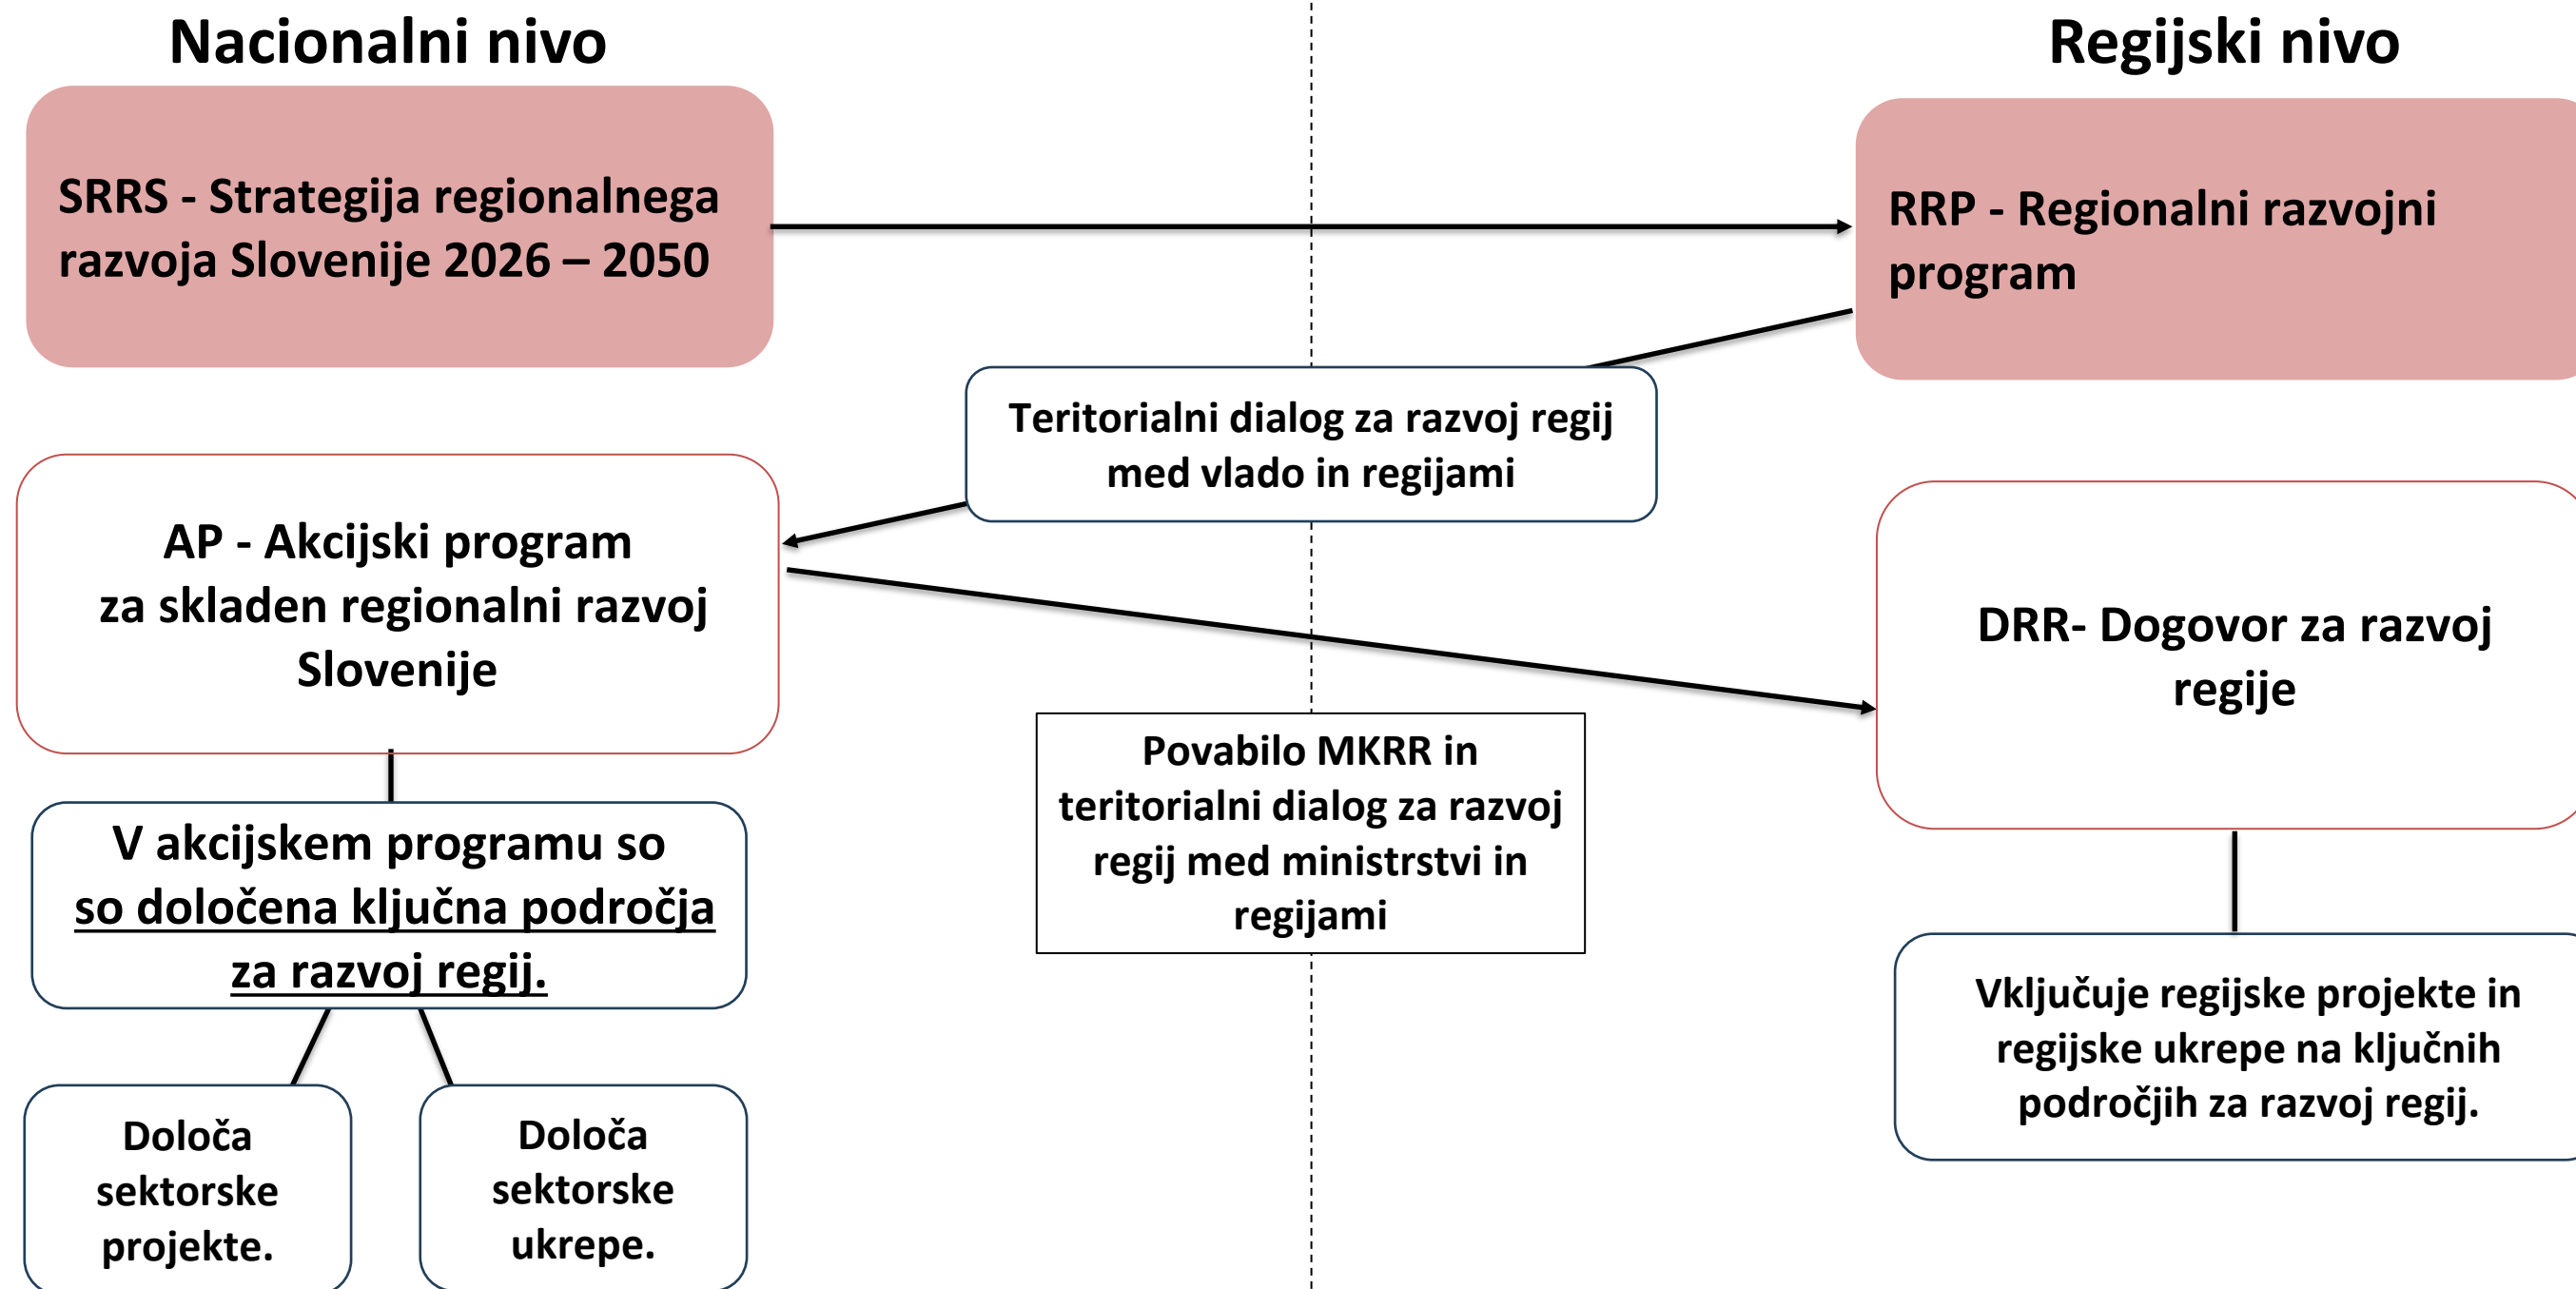 Nacionalni nivo
Regijski nivo
SRRS - Strategija regionalnega
razvoja Slovenije 2026 – 2050
RRP - Regionalni razvojni
program
Teritorialni dialog za razvoj regij
med vlado in regijami
AP - Akcijski program
za skladen regionalni razvoj
Slovenije
DRR- Dogovor za razvoj
regije
Povabilo MKRR in
teritorialni dialog za razvoj
regij med ministrstvi in
regijami
V akcijskem programu so
so določena ključna področja
za razvoj regij.
Vključuje regijske projekte in
regijske ukrepe na ključnih
področjih za razvoj regij.
Določa
sektorske
projekte.
Določa
sektorske
ukrepe.